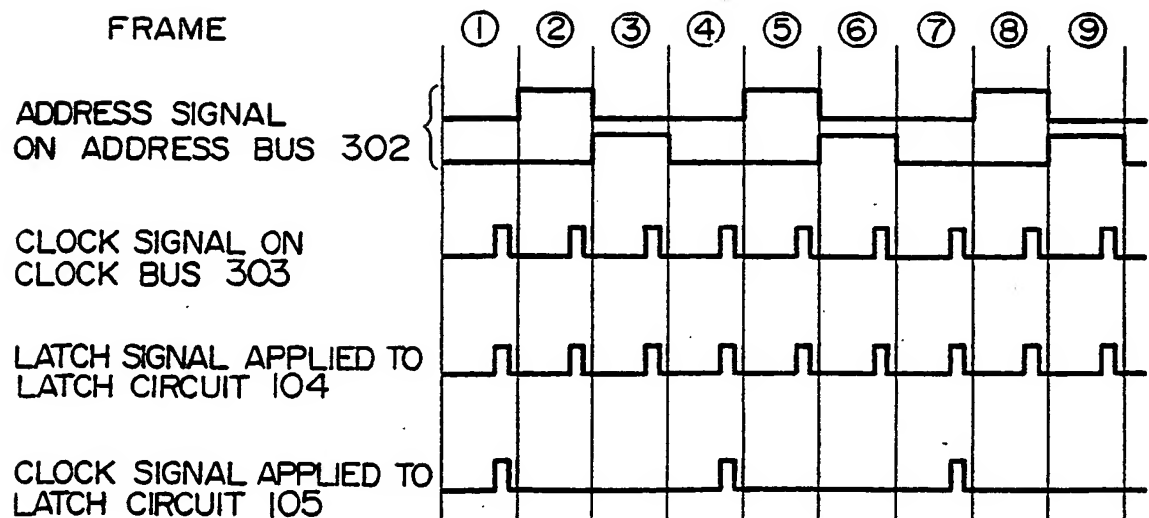 FRAME ① ② ③ ④ ⑤ ⑥ ⑦ ⑧ ⑨
ADDRESS SIGNAL
ON ADDRESS BUS 302
CLOCK SIGNAL ON
CLOCK BUS 303
LATCH SIGNAL APPLIED TO
LATCH CIRCUIT 104
CLOCK SIGNAL APPLIED TO
LATCH CIRCUIT 105